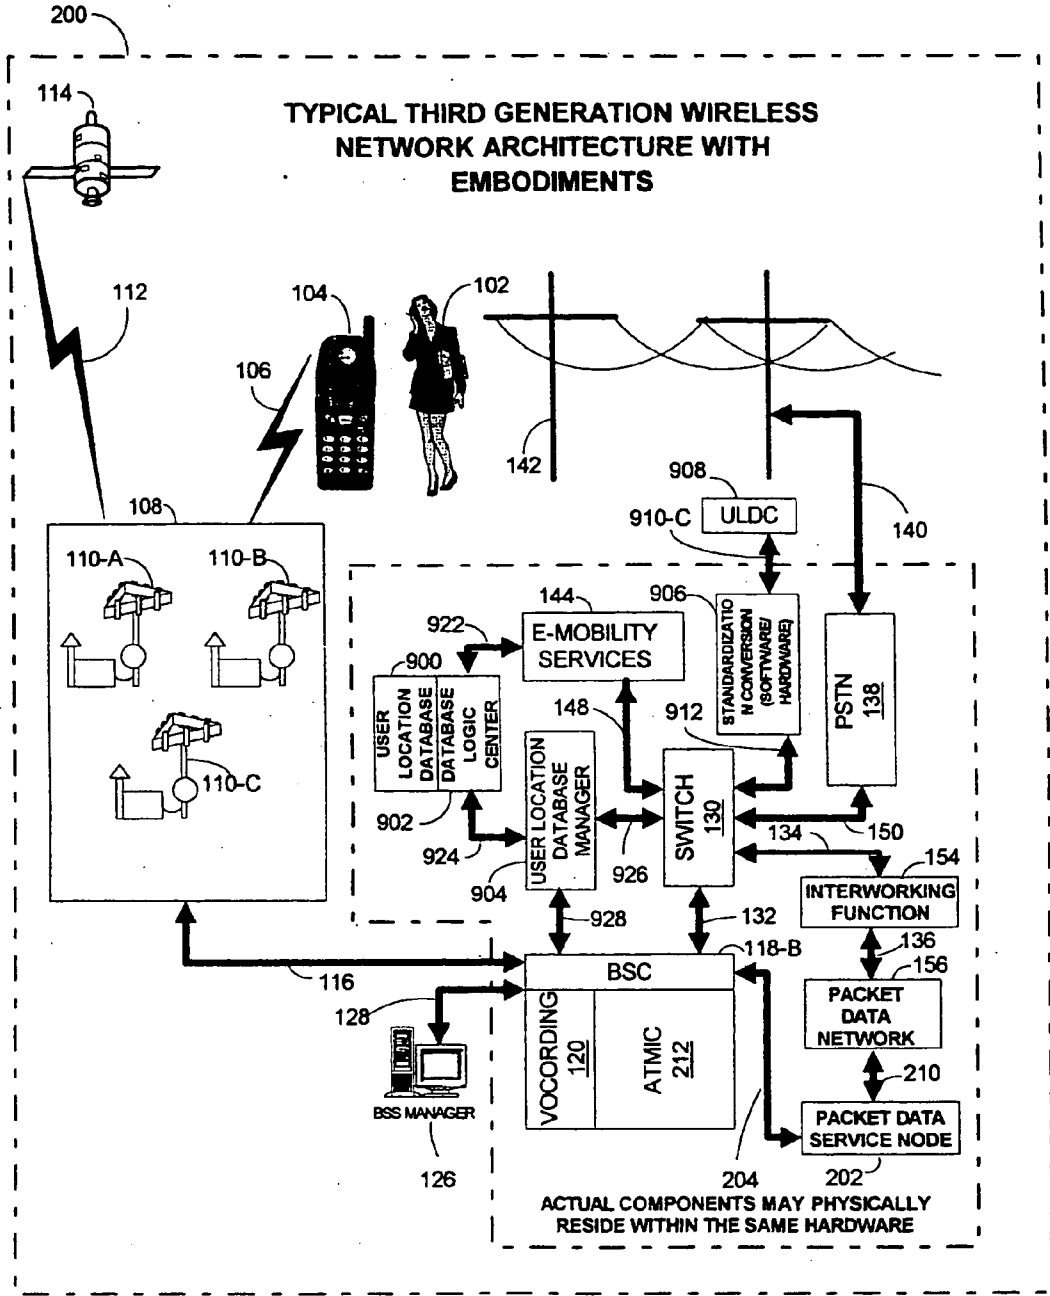 200
114
TYPICAL THIRD GENERATION WIRELESS
NETWORK ARCHITECTURE WITH
EMBODIMENTS
112
104
102
106
142
140
108
110-A
110-B
110-C
908
ULDC
910-C
906
STANDARDIZATIO
N CONVERSION
(SOFTWARE/
HARDWARE)
144
E-MOBILITY
SERVICES
922
900
USER
LOCATION
DATABASE
DATABASE
LOGIC
CENTER
902
148
912
PSTN
138
USER LOCATION
DATABASE
MANAGER
SWITCH
130
924
904
926
150
134
154
INTERWORKING
FUNCTION
928
132
118-B
136
156
116
BSC
128
VOCORDING
120
ATMIC
212
PACKET
DATA
NETWORK
210
BSS MANAGER
126
PACKET DATA
SERVICE NODE
204
202
ACTUAL COMPONENTS MAY PHYSICALLY
RESIDE WITHIN THE SAME HARDWARE